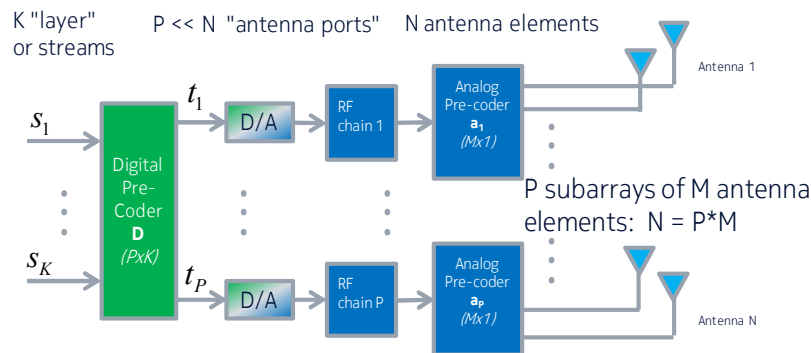 K "layer" or streams
P << N "antenna ports"
N antenna elements
s1
sK
Digital
Pre-
Coder
D
(PxK)
t1
tP
D/A
D/A
RF
chain 1
RF
chain P
Analog
Pre-coder
a1
(Mx1)
Analog
Pre-coder
aP
(Mx1)
Antenna 1
P subarrays of M antenna
elements: N = P*M
Antenna N